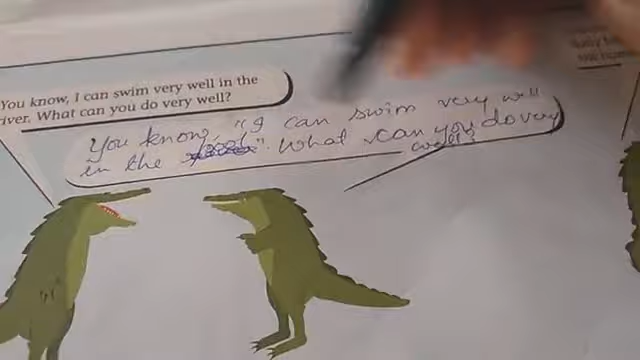 You know, I can swim very well in the
river. What can you do very well?
You know, "I can swim very well
in the ". What can you do very
well?